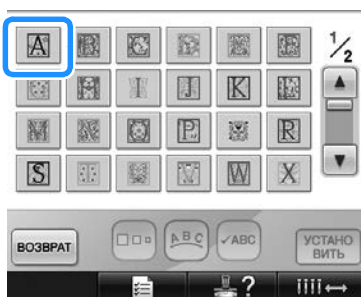 A B C D E F
G H I J K L
M N O P Q R
S T U V W X
1/2
ВОЗВРАТ
ABC
✓ABC
УСТАНО
ВИТЬ
?